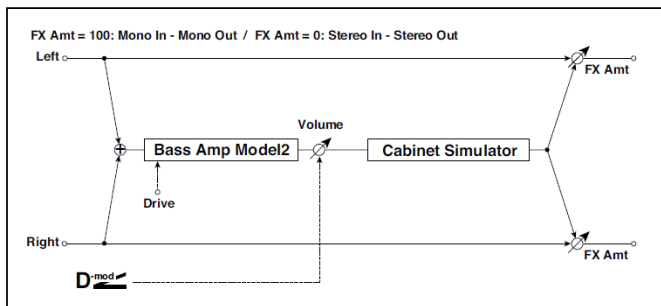 FX Amt = 100: Mono In - Mono Out / FX Amt = 0: Stereo In - Stereo Out
Left
FX Amt
Volume
Bass Amp Model2
Cabinet Simulator
Drive
Right
FX Amt
D-mod